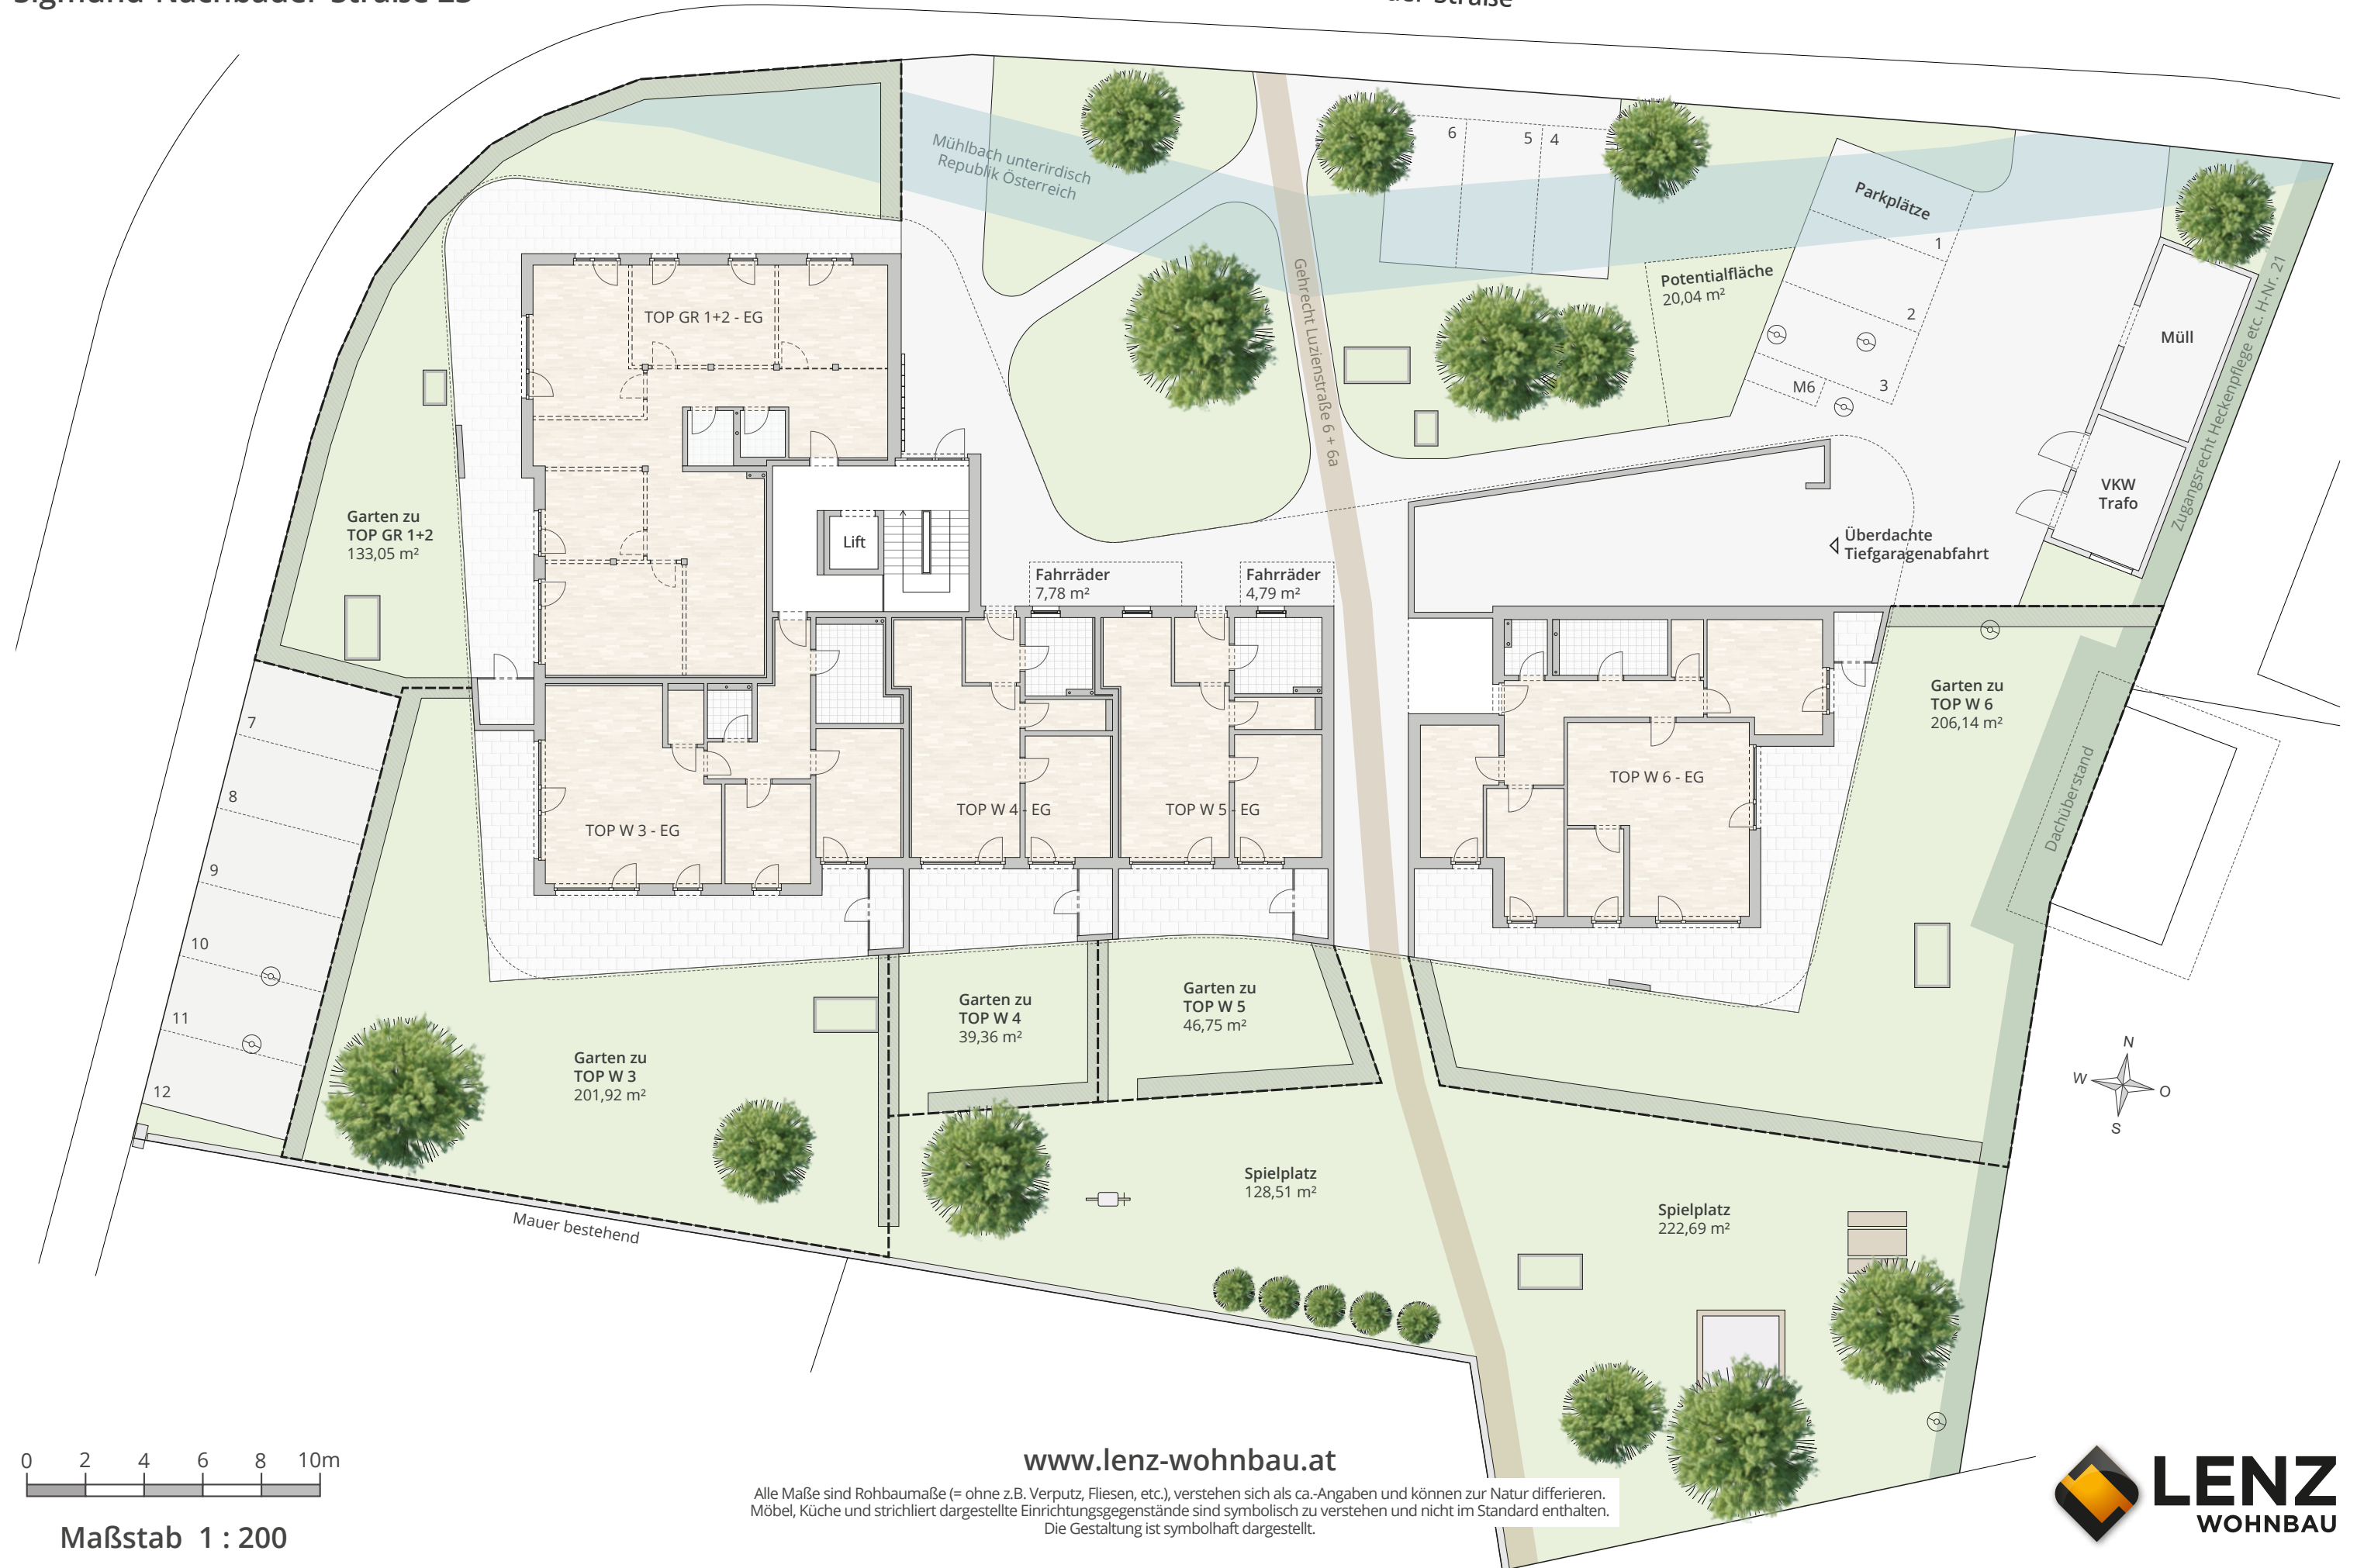 Sigmund-Nachbauer-Straße 23
Straße
Mühlbach unterirdisch
Republik Österreich
6
5
4
Parkplätze
1
2
3
M6
Potentialfläche
20,04 m²
Gehrecht Luzienstraße 6 + 6a
Müll
VKW
Trafo
Zugangsrecht Heckenpflege etc. H-Nr. 21
TOP GR 1+2 - EG
Garten zu
TOP GR 1+2
133,05 m²
Lift
Fahrräder
7,78 m²
Fahrräder
4,79 m²
Überdachte
Tiefgaragenabfahrt
Garten zu
TOP W 6
206,14 m²
Dachüberstand
7
8
9
10
11
12
TOP W 3 - EG
TOP W 4 - EG
TOP W 5 - EG
TOP W 6 - EG
Garten zu
TOP W 3
201,92 m²
Garten zu
TOP W 4
39,36 m²
Garten zu
TOP W 5
46,75 m²
N
W
O
S
Spielplatz
128,51 m²
Spielplatz
222,69 m²
Mauer bestehend
0 2 4 6 8 10m
Maßstab 1 : 200
www.lenz-wohnbau.at
Alle Maße sind Rohbaumaße (= ohne z.B. Verputz, Fliesen, etc.), verstehen sich als ca.-Angaben und können zur Natur differieren.
Möbel, Küche und strichliert dargestellte Einrichtungsgegenstände sind symbolisch zu verstehen und nicht im Standard enthalten.
Die Gestaltung ist symbolhaft dargestellt.
LENZ
WOHNBAU